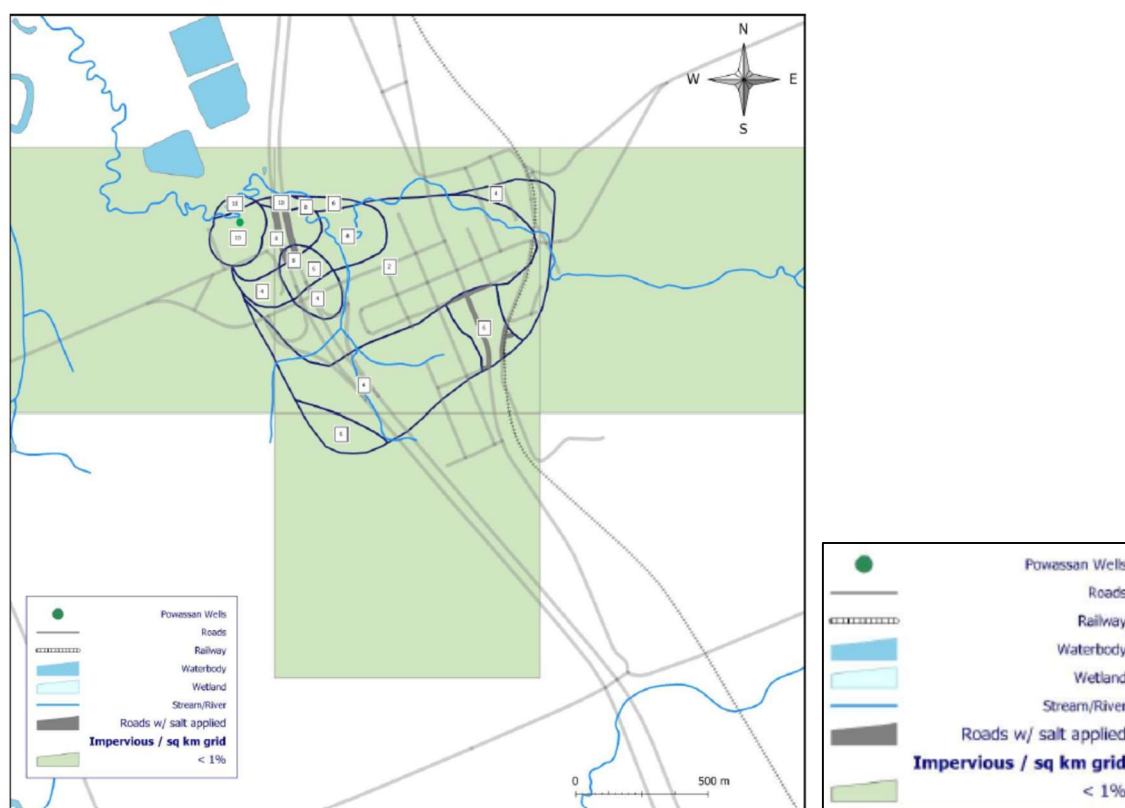 N
W E
S
10 10 8 6 4
10 8 8
8 6 2
4 4
6
4
6
Powassan Wells
Roads
Railway
Waterbody
Wetland
Stream/River
Roads w/ salt applied
Impervious / sq km grid
< 1%
0 500 m
Powassan Wells
Roads
Railway
Waterbody
Wetland
Stream/River
Roads w/ salt applied
Impervious / sq km grid
< 1%